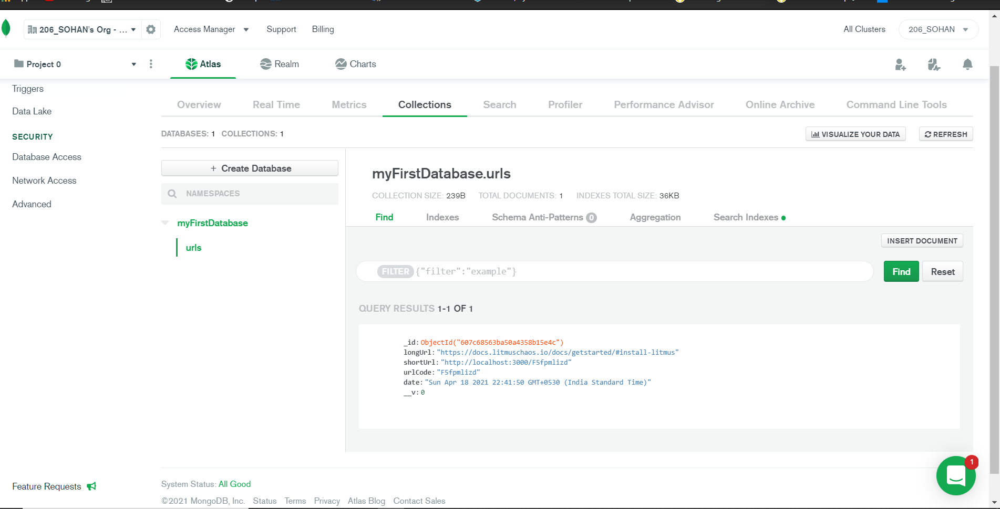 206_SOHAN's Org - ...
Access Manager
Support
Billing
All Clusters
206_SOHAN
Project 0
Atlas
Realm
Charts
Triggers
Data Lake
SECURITY
Database Access
Network Access
Advanced
Feature Requests
Overview
Real Time
Metrics
Collections
Search
Profiler
Performance Advisor
Online Archive
Command Line Tools
DATABASES: 1 COLLECTIONS: 1
VISUALIZE YOUR DATA
REFRESH
+ Create Database
NAMESPACES
myFirstDatabase
urls
myFirstDatabase.urls
COLLECTION SIZE: 239B TOTAL DOCUMENTS: 1 INDEXES TOTAL SIZE: 36KB
Find
Indexes
Schema Anti-Patterns 0
Aggregation
Search Indexes
INSERT DOCUMENT
FILTER {"filter":"example"}
Find
Reset
QUERY RESULTS 1-1 OF 1
_id: ObjectId("607c68563ba50a4358b15e4c")
longUrl: "https://docs.litmuschaos.io/docs/getstarted/#install-litmus"
shortUrl: "http://localhost:3000/F5fpmlizd"
urlCode: "F5fpmlizd"
date: "Sun Apr 18 2021 22:41:50 GMT+0530 (India Standard Time)"
__v: 0
1
System Status: All Good
©2021 MongoDB, Inc. Status Terms Privacy Atlas Blog Contact Sales